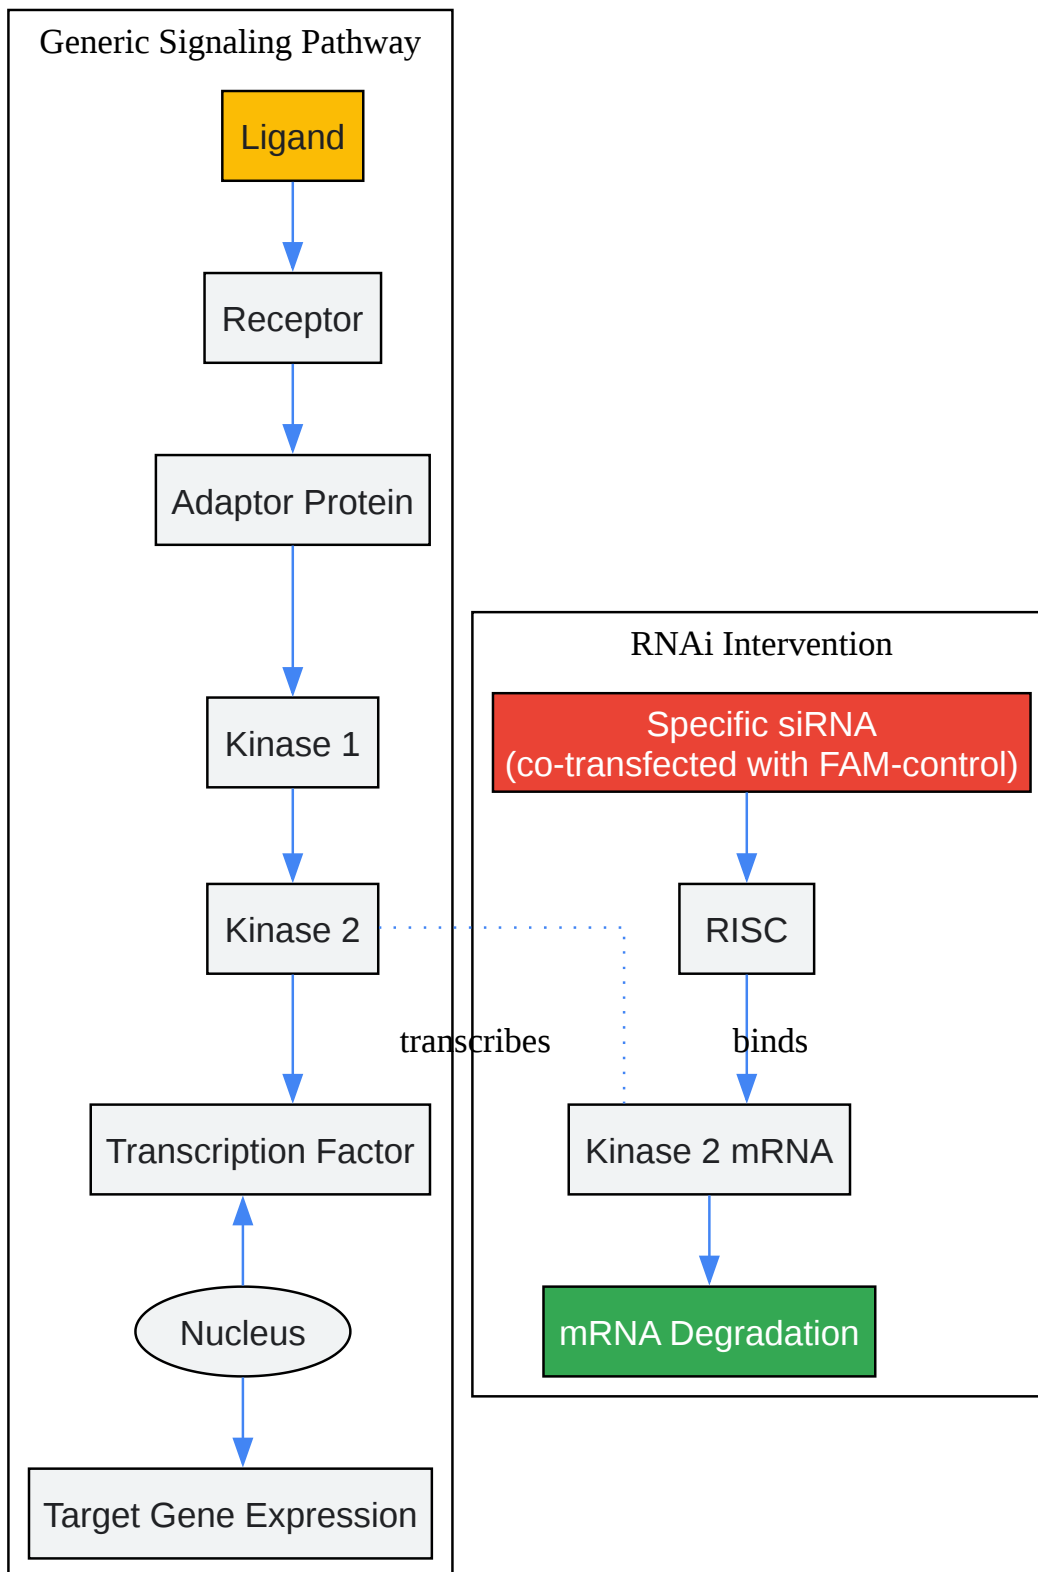 Generic Signaling Pathway
Ligand
Receptor
Adaptor Protein
Kinase 1
Kinase 2
transcribes
Transcription Factor
Nucleus
Target Gene Expression
RNAi Intervention
Specific siRNA
(co-transfected with FAM-control)
RISC
binds
Kinase 2 mRNA
mRNA Degradation